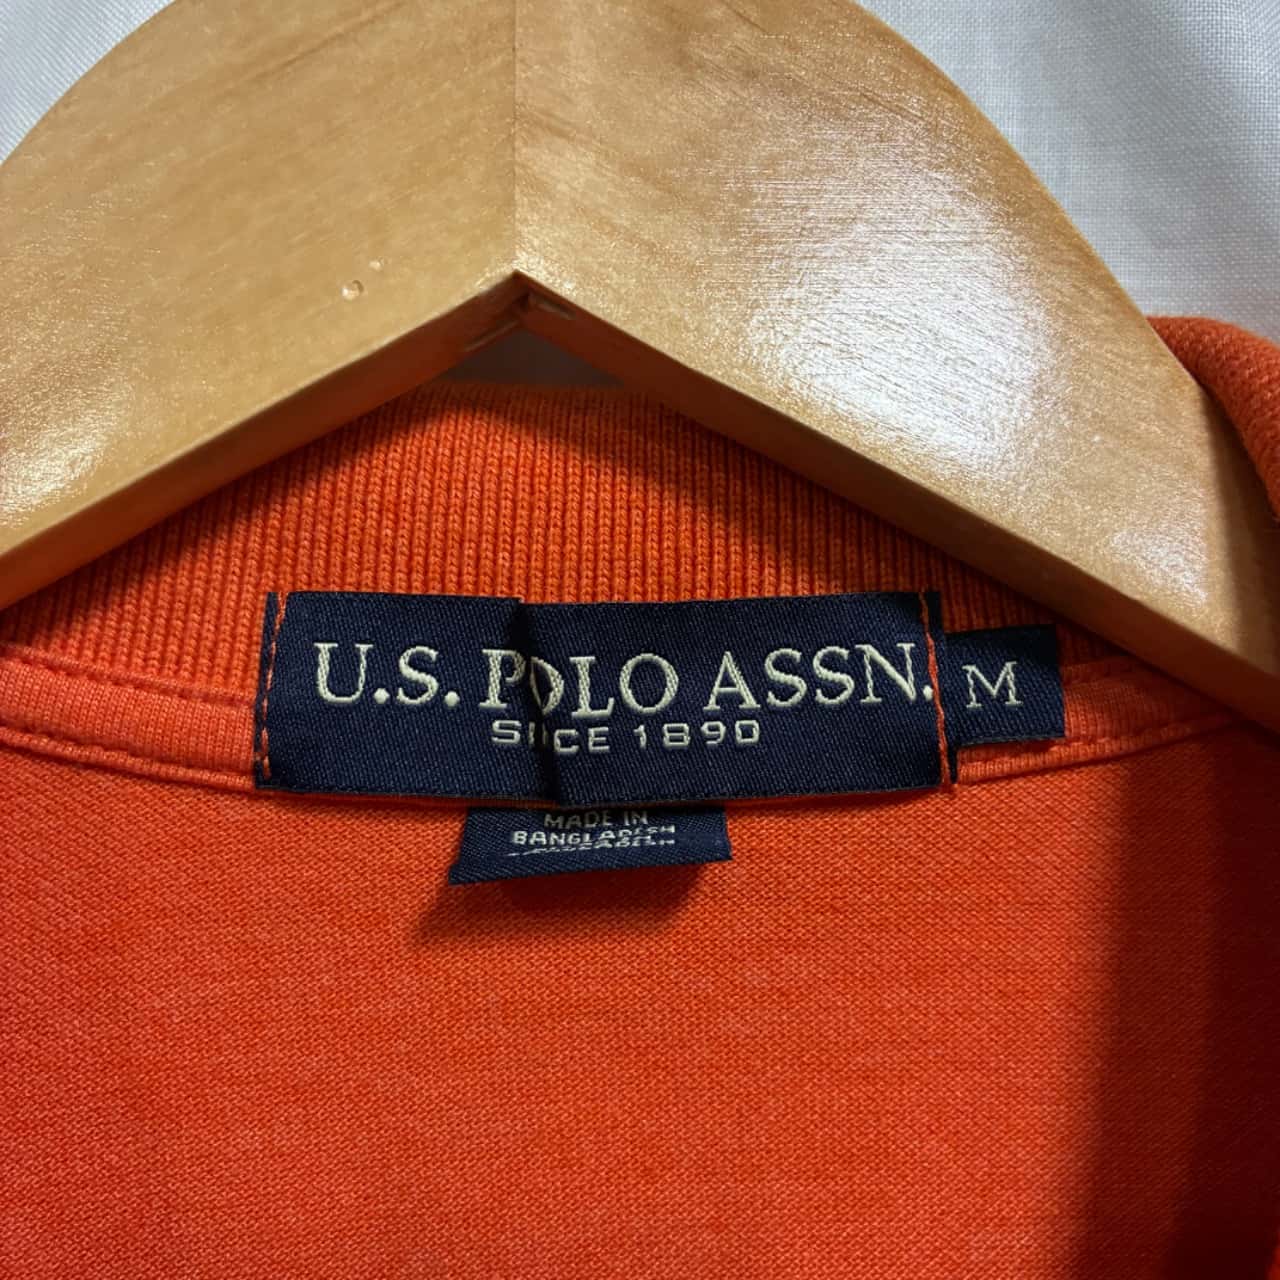 U.S. POLO ASSN.
SINCE 1890
M
MADE IN
BANGLADESH